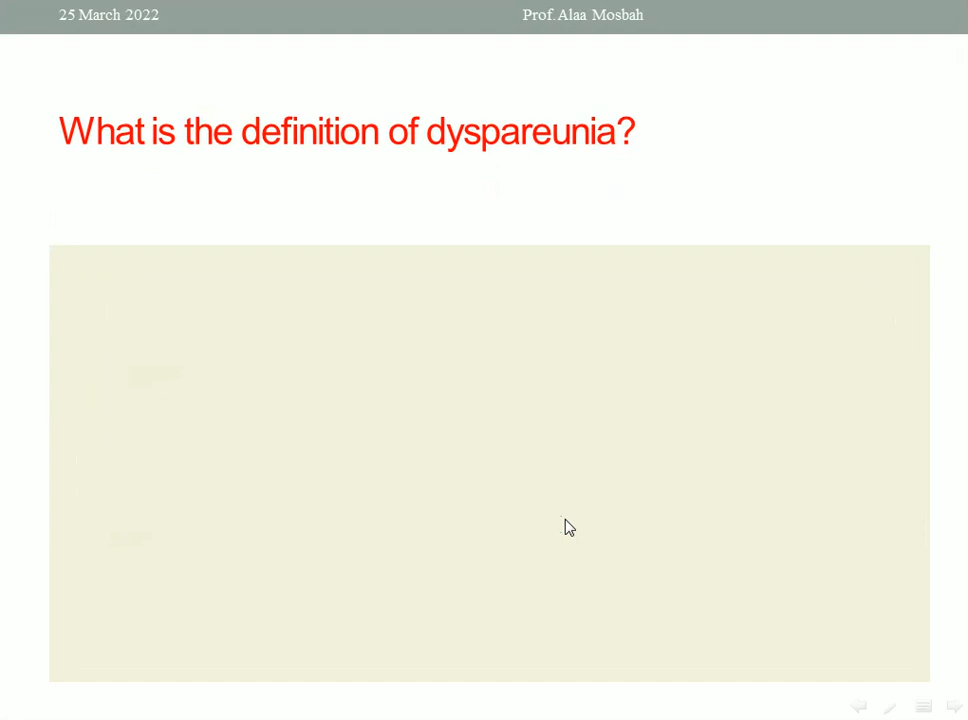 25 March 2022
Prof. Alaa Mosbah
What is the definition of dyspareunia?